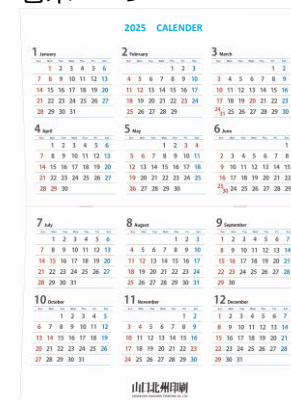 2025 CALENDER
1 January
1 2 3 4 5 6
7 8 9 10 11 12 13
14 15 16 17 18 19 20
21 22 23 24 25 26 27
28 29 30 31
2 February
1 2 3
4 5 6 7 8 9 10
11 12 13 14 15 16 17
18 19 20 21 22 23 24
25 26 27 28 29
3 March
1 2
3 4 5 6 7 8 9
10 11 12 13 14 15 16
17 18 19 20 21 22 23
24/31 25 26 27 28 29 30
4 April
1 2 3 4 5 6
7 8 9 10 11 12 13
14 15 16 17 18 19 20
21 22 23 24 25 26 27
28 29 30
5 May
1 2 3 4
5 6 7 8 9 10 11
12 13 14 15 16 17 18
19 20 21 22 23 24 25
26 27 28 29 30 31
6 June
1
2 3 4 5 6 7 8
9 10 11 12 13 14 15
16 17 18 19 20 21 22
23/30 24 25 26 27 28 29
7 July
1 2 3 4 5 6
7 8 9 10 11 12 13
14 15 16 17 18 19 20
21 22 23 24 25 26 27
28 29 30 31
8 August
1 2 3
4 5 6 7 8 9 10
11 12 13 14 15 16 17
18 19 20 21 22 23 24
25 26 27 28 29 30 31
9 September
1 2 3 4 5 6 7
8 9 10 11 12 13 14
15 16 17 18 19 20 21
22 23 24 25 26 27 28
29 30
10 October
1 2 3 4 5
6 7 8 9 10 11 12
13 14 15 16 17 18 19
20 21 22 23 24 25 26
27 28 29 30 31
11 November
1 2
3 4 5 6 7 8 9
10 11 12 13 14 15 16
17 18 19 20 21 22 23
24 25 26 27 28 29 30
12 December
1 2 3 4 5 6 7
8 9 10 11 12 13 14
15 16 17 18 19 20 21
22 23 24 25 26 27 28
29 30 31
山口北州印刷